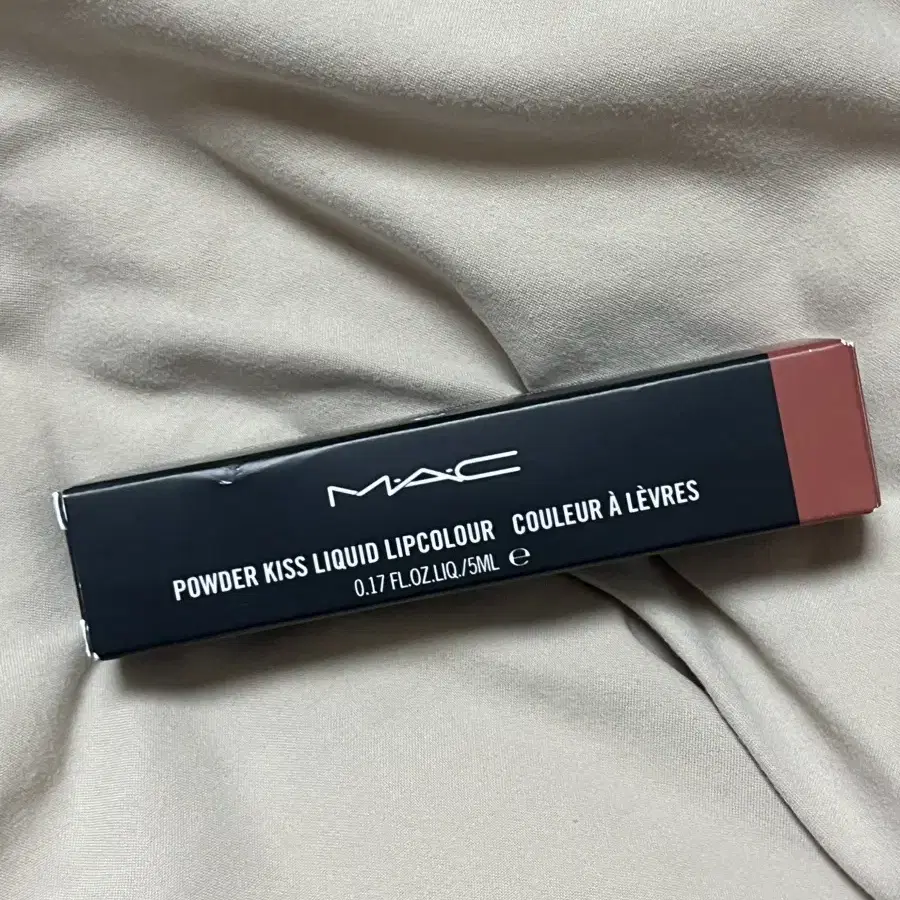 M·A·C
POWDER KISS LIQUID LIPCOLOUR COULEUR À LÈVRES
0.17 FL.OZ.LIQ./5ML ℮